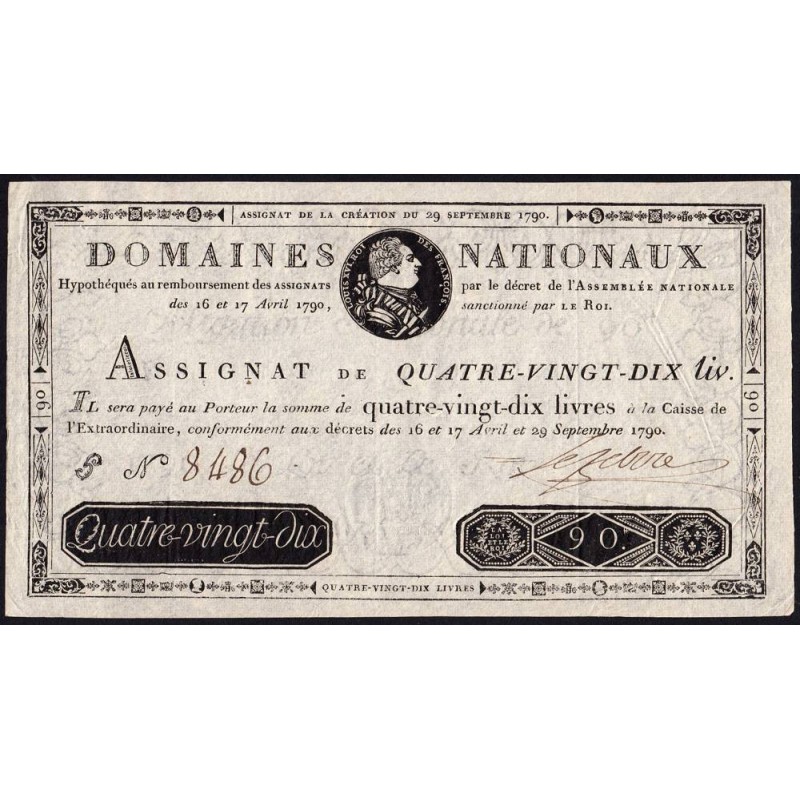 ASSIGNAT DE LA CRÉATION DU 29 SEPTEMBRE 1790.
DOMAINES NATIONAUX
LOUIS XVI. ROI DES FRANÇOIS
Hypothéqués au remboursement des ASSIGNATS par le décret de l'ASSEMBLÉE NATIONALE
des 16 et 17 Avril 1790, sanctionné par LE ROI.
ASSIGNAT DE QUATRE-VINGT-DIX liv.
IL sera payé au Porteur la somme de quatre-vingt-dix livres à la Caisse de
l'Extraordinaire, conformément aux décrets des 16 et 17 Avril et 29 Septembre 1790.
90
90
N 8486.
Quatre-vingt-dix
LA LOI ET LE ROI
90.
QUATRE-VINGT-DIX LIVRES